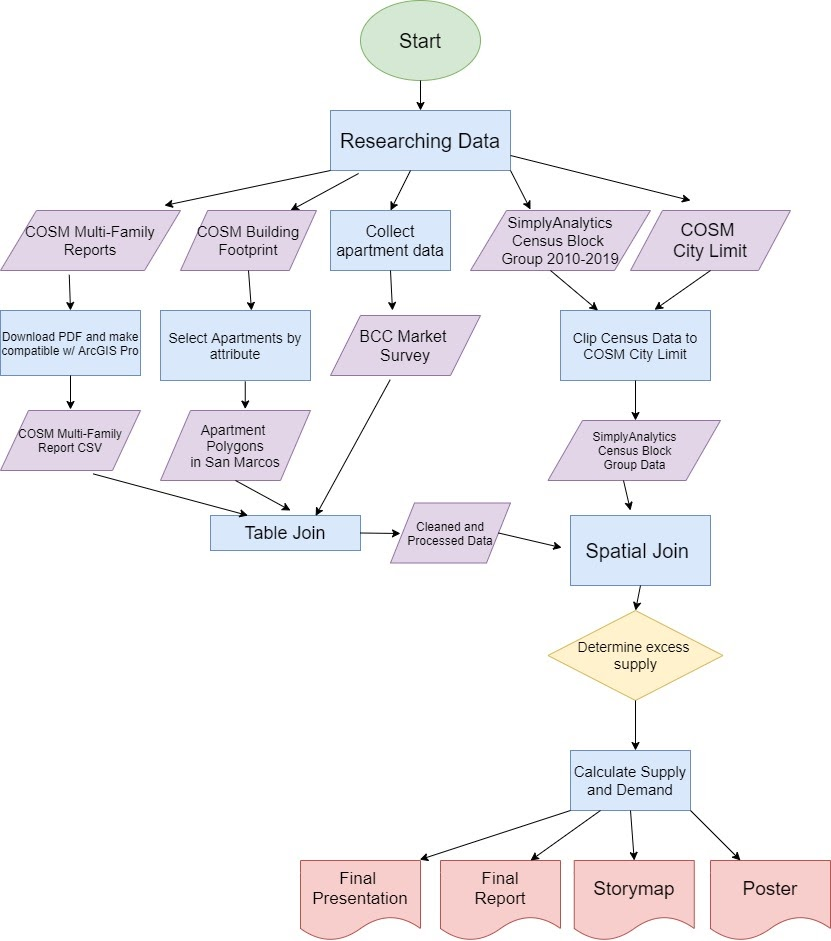 Start
Researching Data
COSM Multi-Family
Reports
COSM Building
Footprint
Collect
apartment data
SimplyAnalytics
Census Block
Group 2010-2019
COSM
City Limit
Download PDF and make
compatible w/ ArcGIS Pro
Select Apartments by
attribute
BCC Market
Survey
Clip Census Data to
COSM City Limit
COSM Multi-Family
Report CSV
Apartment
Polygons
in San Marcos
SimplyAnalytics
Census Block
Group Data
Table Join
Cleaned and
Processed Data
Spatial Join
Determine excess
supply
Calculate Supply
and Demand
Final
Presentation
Final
Report
Storymap
Poster